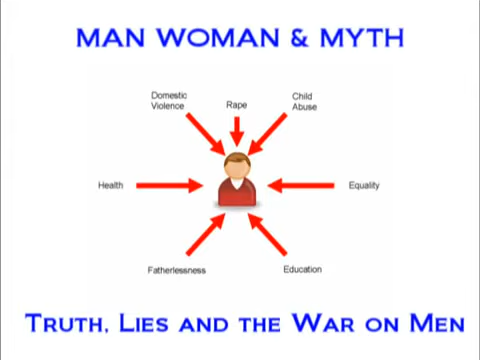 MAN WOMAN & MYTH
Domestic
Violence
Rape
Child
Abuse
Health
Equality
Fatherlessness
Education
TRUTH, LIES AND THE WAR ON MEN